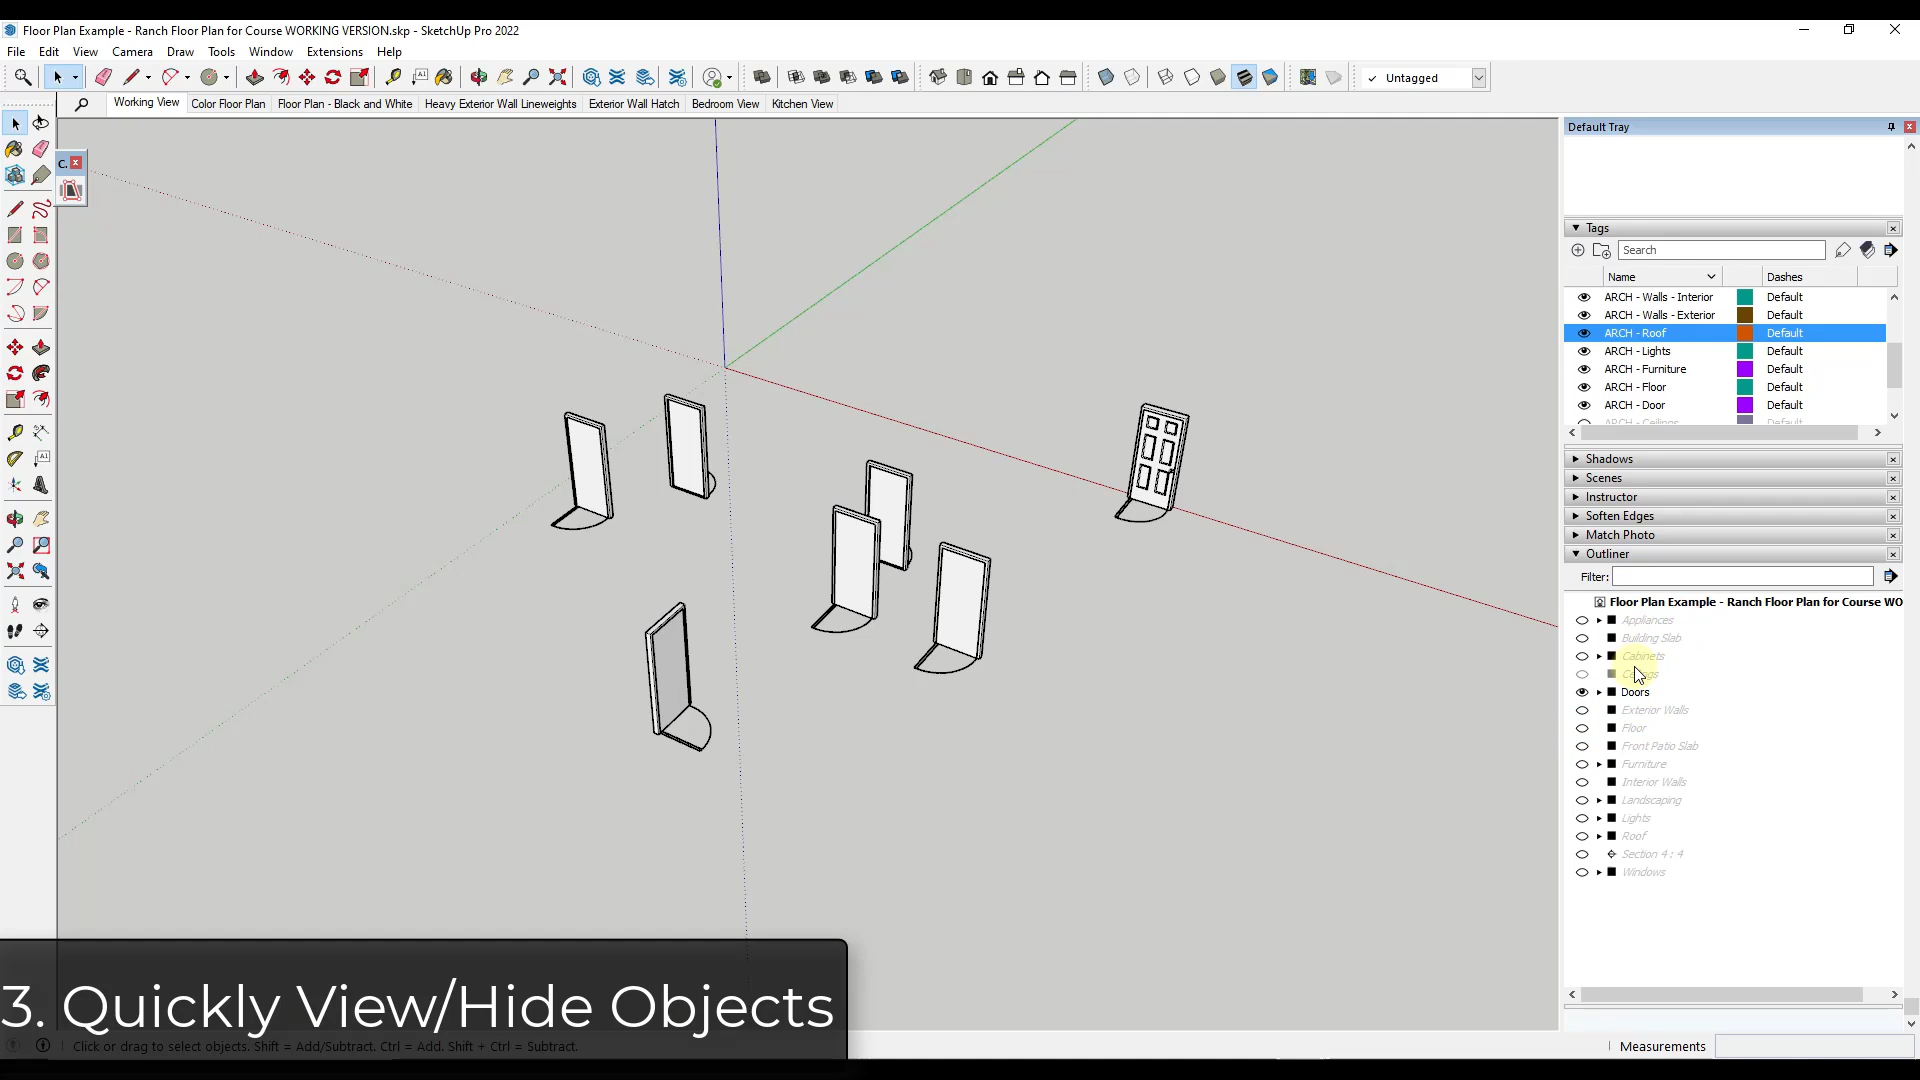 Floor Plan Example - Ranch Floor Plan for Course WORKING VERSION.skp - SketchUp Pro 2022
File Edit View Camera Draw Tools Window Extensions Help
Untagged
Working View Color Floor Plan Floor Plan - Black and White Heavy Exterior Wall Lineweights Exterior Wall Hatch Bedroom View Kitchen View
Default Tray
C.
Tags
Search
Name Dashes
ARCH - Walls - Interior Default
ARCH - Walls - Exterior Default
ARCH - Roof Default
ARCH - Lights Default
ARCH - Furniture Default
ARCH - Floor Default
ARCH - Door Default
ARCH - Ceilings Default
Shadows
Scenes
Instructor
Soften Edges
Match Photo
Outliner
Filter:
Floor Plan Example - Ranch Floor Plan for Course WO
Appliances
Building Slab
Cabinets
Ceilings
Doors
Exterior Walls
Floor
Front Patio Slab
Furniture
Interior Walls
Landscaping
Lights
Roof
Section 4 : 4
Windows
3. Quickly View/Hide Objects
Click or drag to select objects. Shift = Add/Subtract. Ctrl = Add. Shift + Ctrl = Subtract.
Measurements